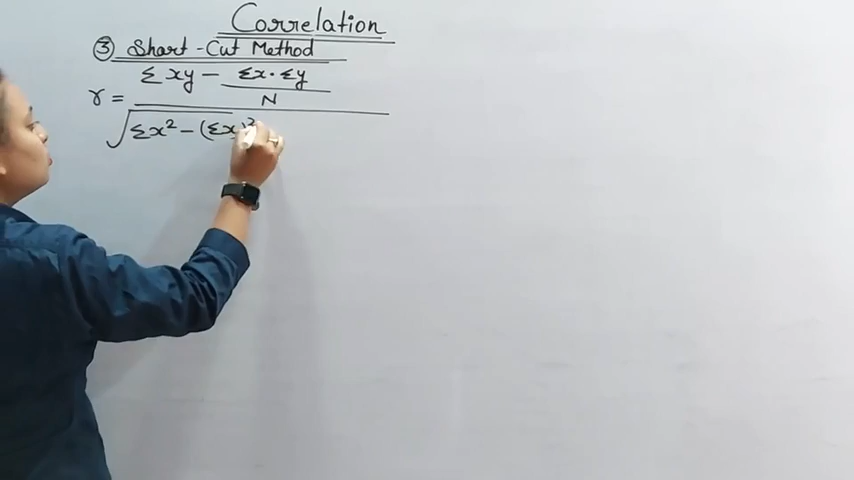 Correlation
③ Short-Cut Method
Σxy - Σx·Σy
r = N
√Σx² - (Σx)²